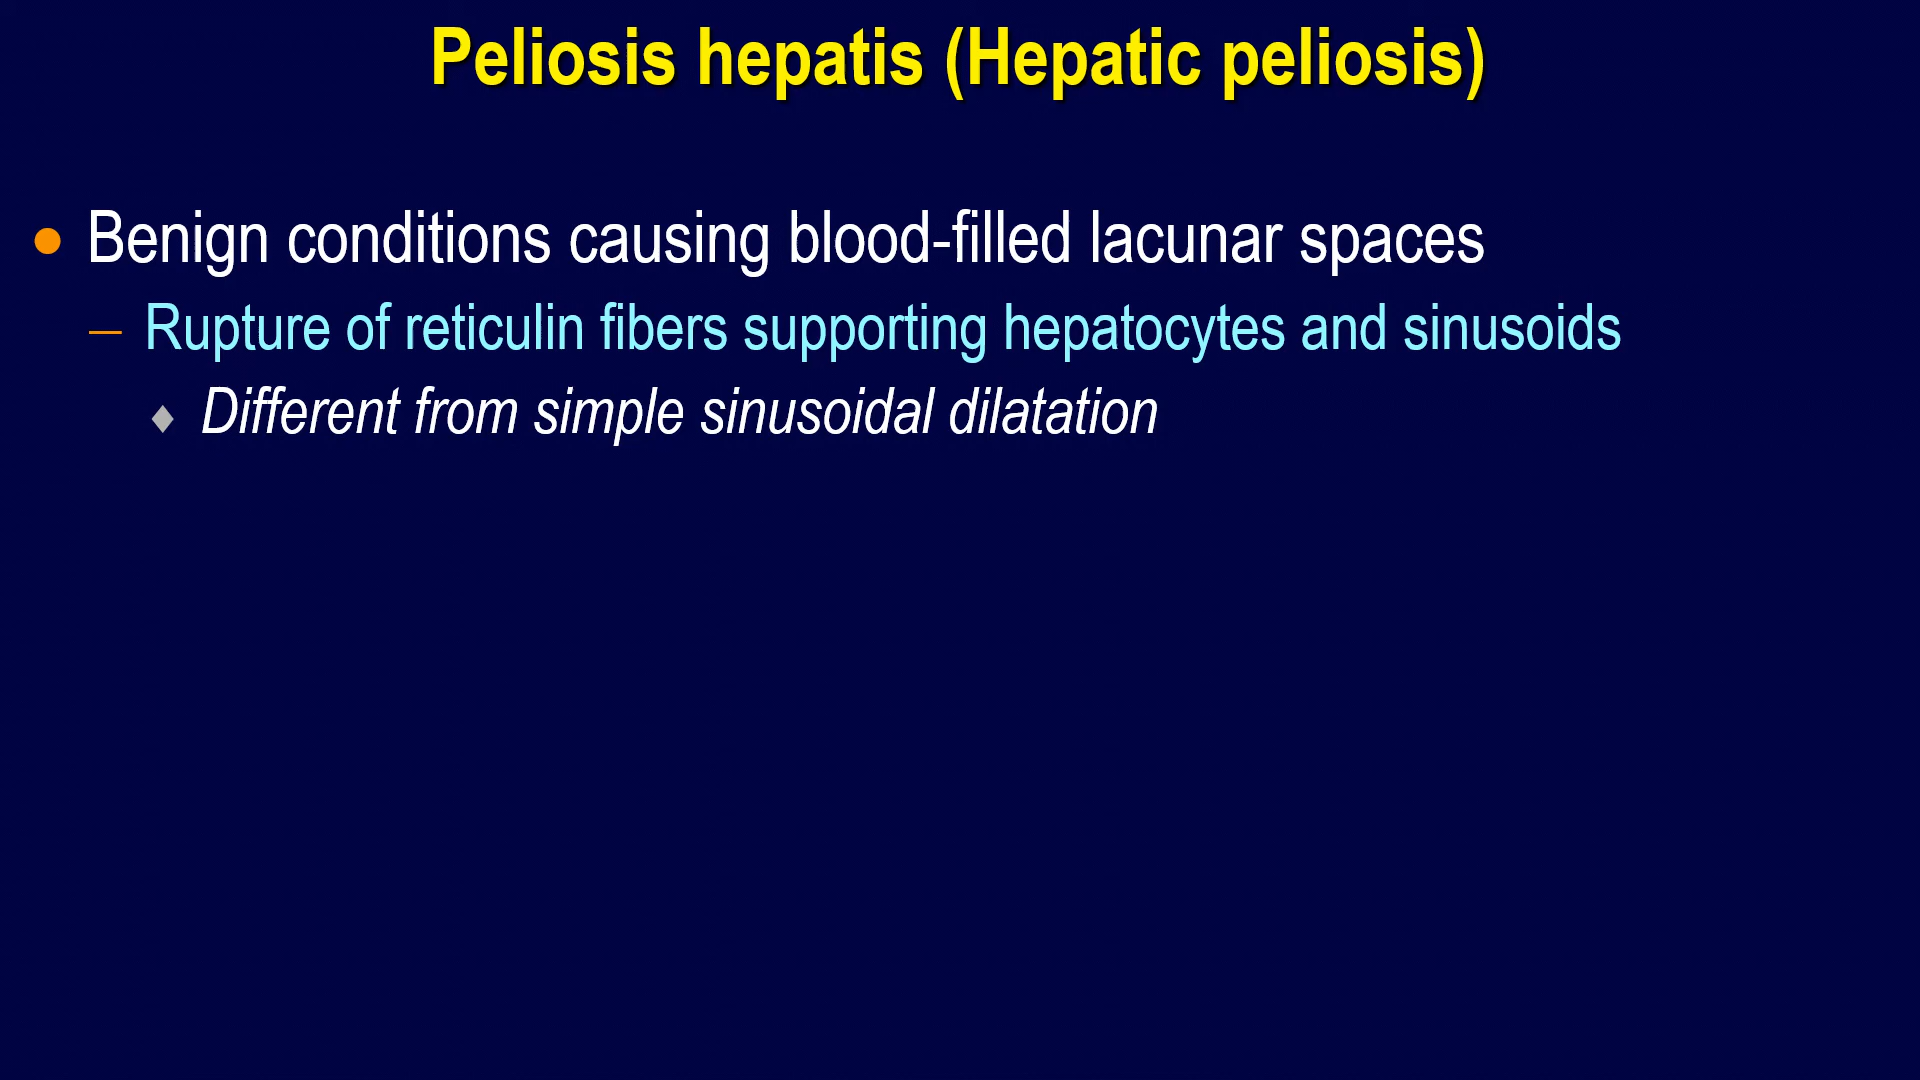 Peliosis hepatis (Hepatic peliosis)
• Benign conditions causing blood-filled lacunar spaces
– Rupture of reticulin fibers supporting hepatocytes and sinusoids
♦ Different from simple sinusoidal dilatation